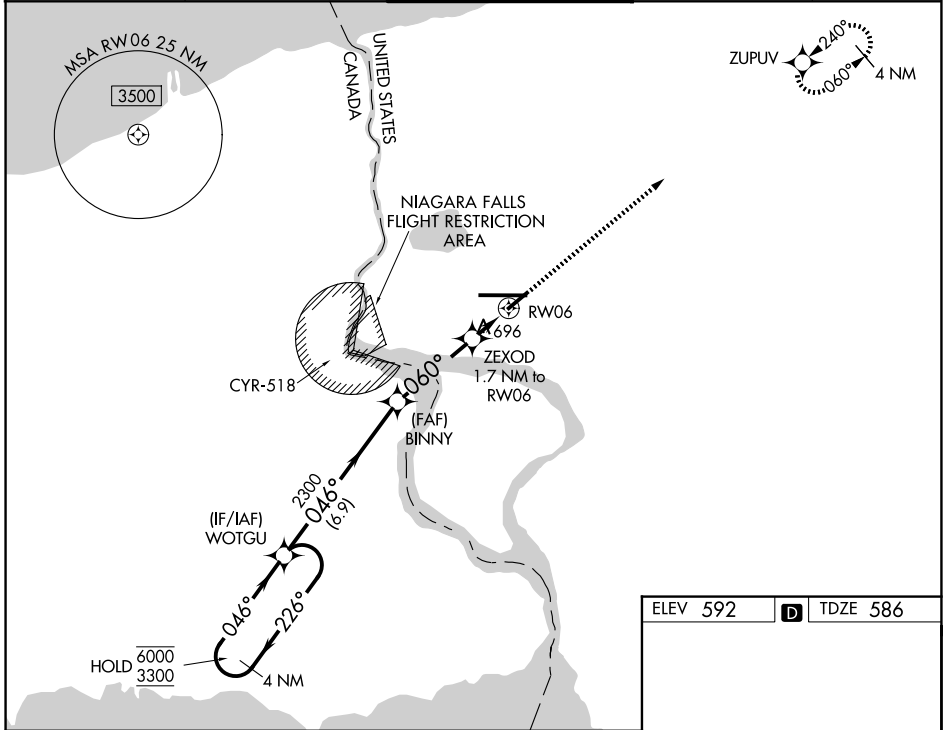 MSA RW06 25 NM
3500
UNITED STATES
CANADA
ZUPUV
240°
060°
4 NM
NIAGARA FALLS
FLIGHT RESTRICTION
AREA
RW06
696
ZEXOD
1.7 NM to
RW06
CYR-518
060°
(FAF)
BINNY
2300
046°
(6.9)
(IF/IAF)
WOTGU
046°
226°
HOLD 6000
3300
4 NM
ELEV 592 D TDZE 586